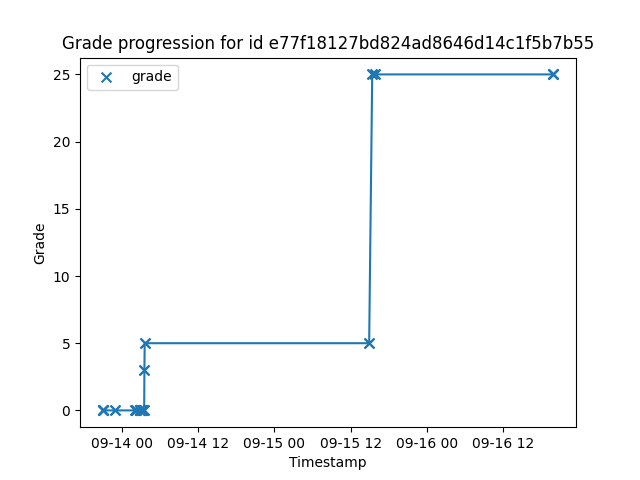 Grade progression for id e77f18127bd824ad8646d14c1f5b7b55
grade
25
20
15
10
5
0
Grade
09-14 00 09-14 12 09-15 00 09-15 12 09-16 00 09-16 12
Timestamp